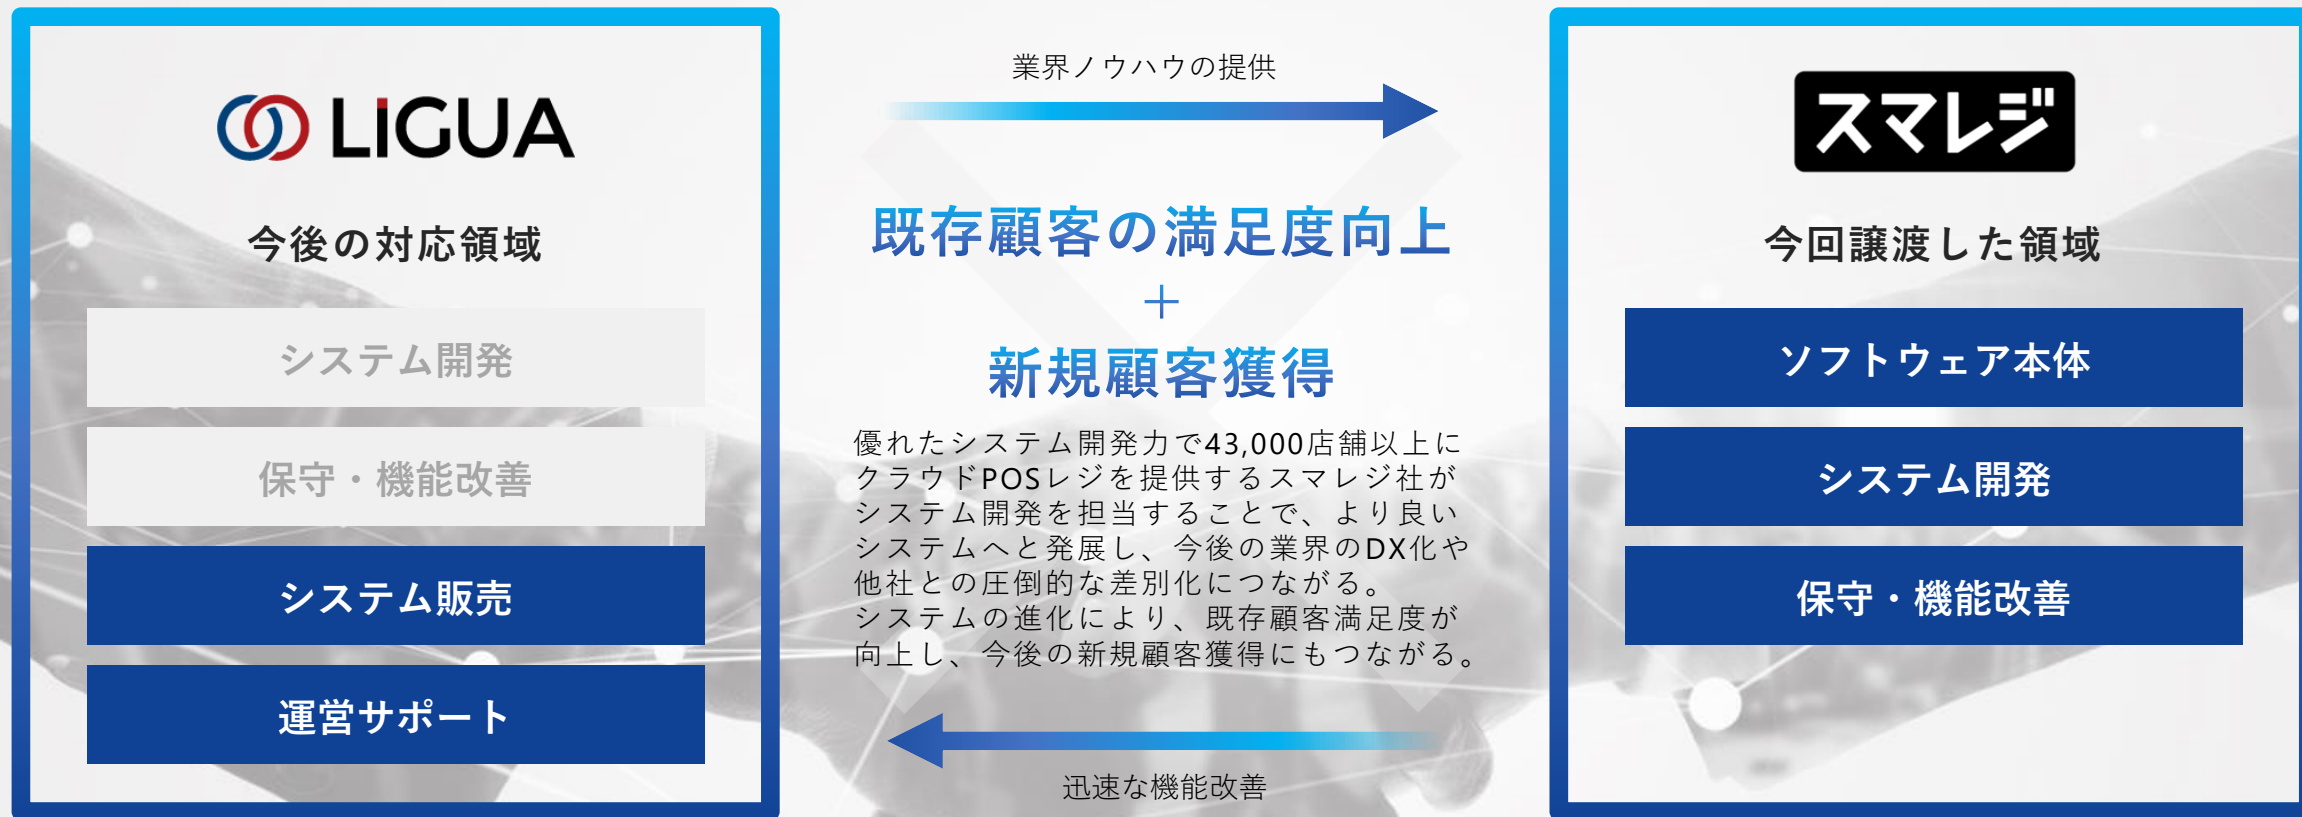 LIGUA
今後の対応領域
システム開発
保守・機能改善
システム販売
運営サポート
業界ノウハウの提供
既存顧客の満足度向上
＋
新規顧客獲得
優れたシステム開発力で43,000店舗以上に
クラウドPOSレジを提供するスマレジ社が
システム開発を担当することで、より良い
システムへと発展し、今後の業界のDX化や
他社との圧倒的な差別化につながる。
システムの進化により、既存顧客満足度が
向上し、今後の新規顧客獲得にもつながる。
迅速な機能改善
スマレジ
今回譲渡した領域
ソフトウェア本体
システム開発
保守・機能改善